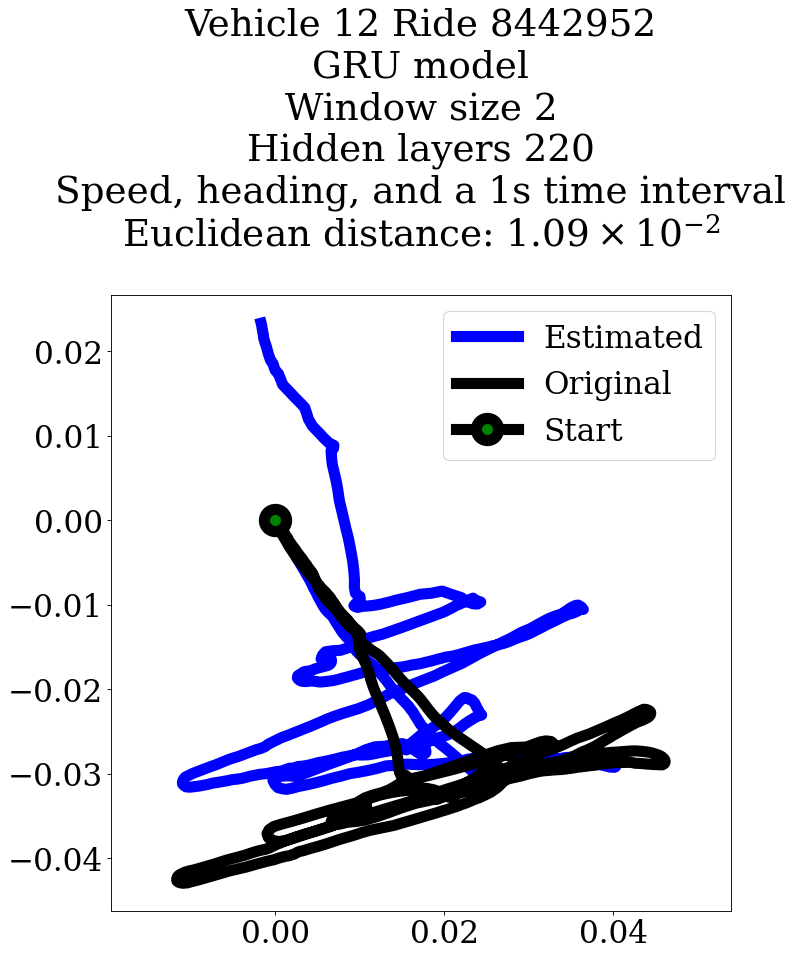 Vehicle 12 Ride 8442952
GRU model
Window size 2
Hidden layers 220
Speed, heading, and a 1s time interval
Euclidean distance: 1.09 × 10⁻²
Estimated
Original
Start
0.02
0.01
0.00
−0.01
−0.02
−0.03
−0.04
0.00 0.02 0.04